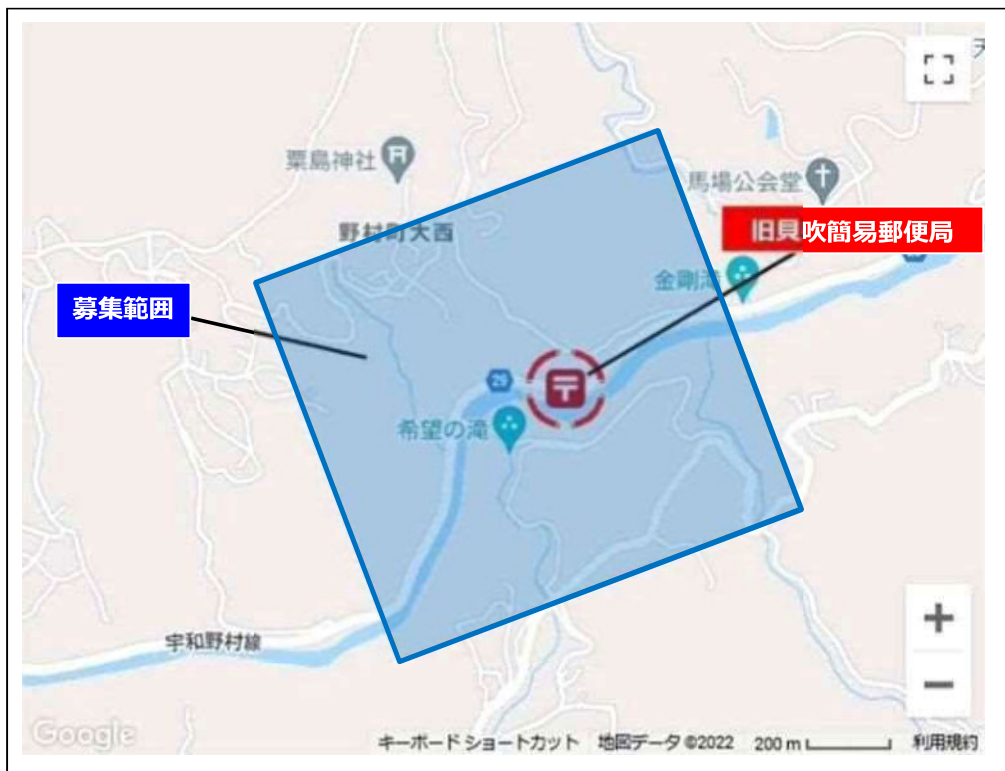 粟島神社
馬場公会堂
野村町大西
旧貝吹簡易郵便局
金剛滝
募集範囲
29
希望の滝
宇和野村線
Google
キーボード ショートカット 地図データ ©2022 200 m 利用規約